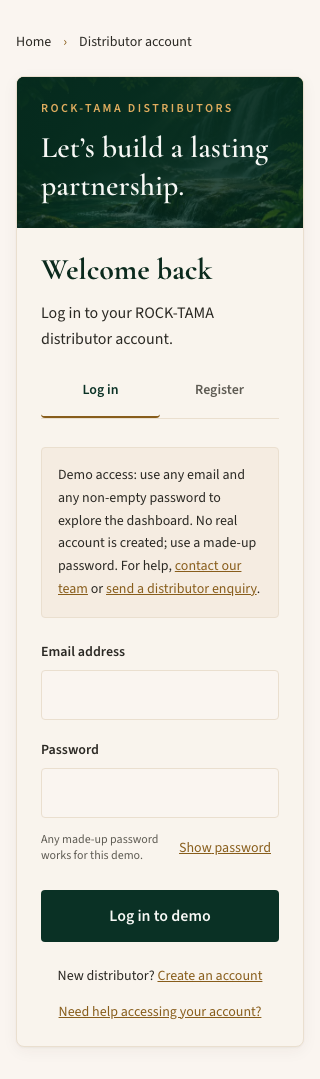 Home › Distributor account
ROCK-TAMA DISTRIBUTORS
Let’s build a lasting
partnership.
Welcome back
Log in to your ROCK-TAMA
distributor account.
Log in Register
Demo access: use any email and
any non-empty password to
explore the dashboard. No real
account is created; use a made-up
password. For help, contact our
team or send a distributor enquiry.
Email address
Password
Any made-up password
works for this demo.
Show password
Log in to demo
New distributor? Create an account
Need help accessing your account?